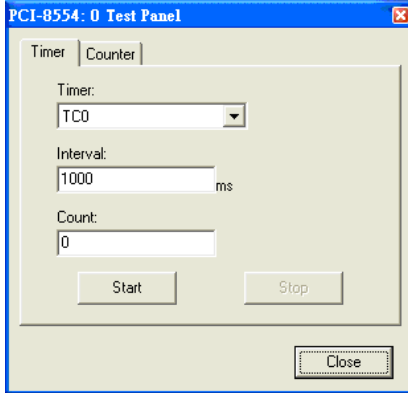 PCI-8554: 0 Test Panel
Timer Counter
Timer:
TC0
Interval:
1000
ms
Count:
0
Start Stop
Close